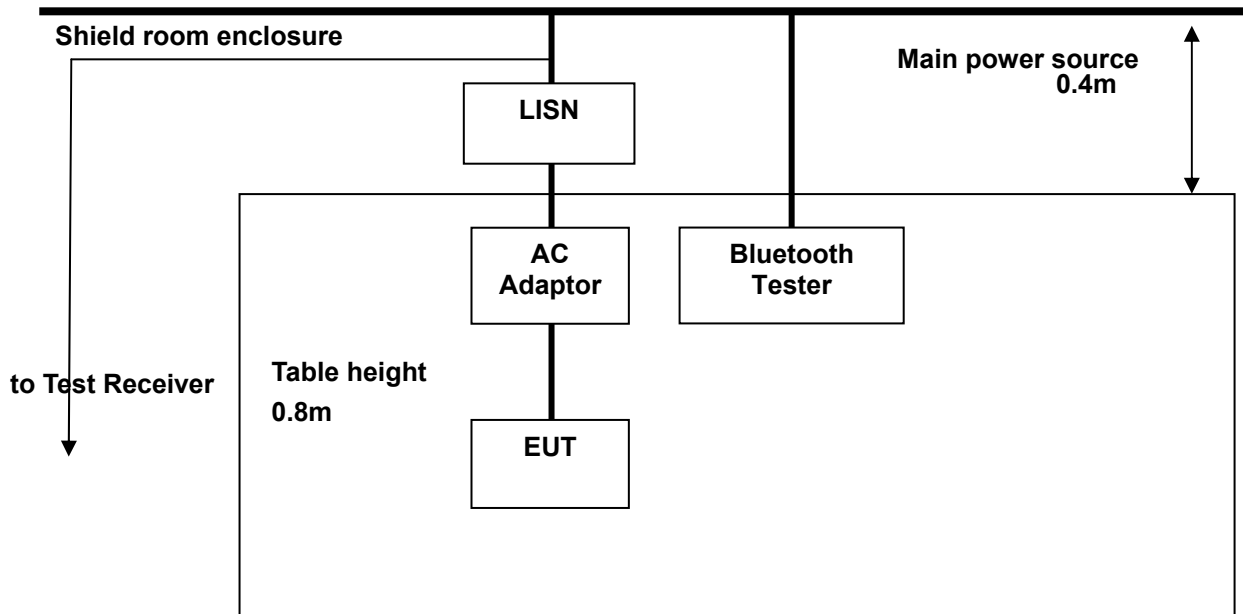 Shield room enclosure
Main power source
0.4m
LISN
AC
Adaptor
Bluetooth
Tester
to Test Receiver
Table height
0.8m
EUT